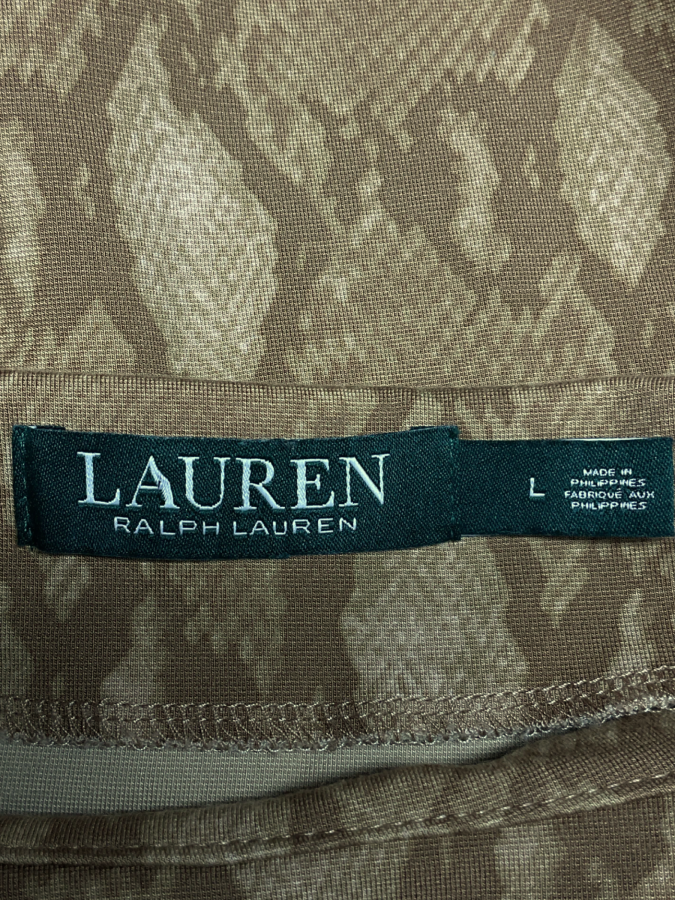 LAUREN
RALPH LAUREN
L
MADE IN
PHILIPPINES
FABRIQUÉ AUX
PHILIPPINES